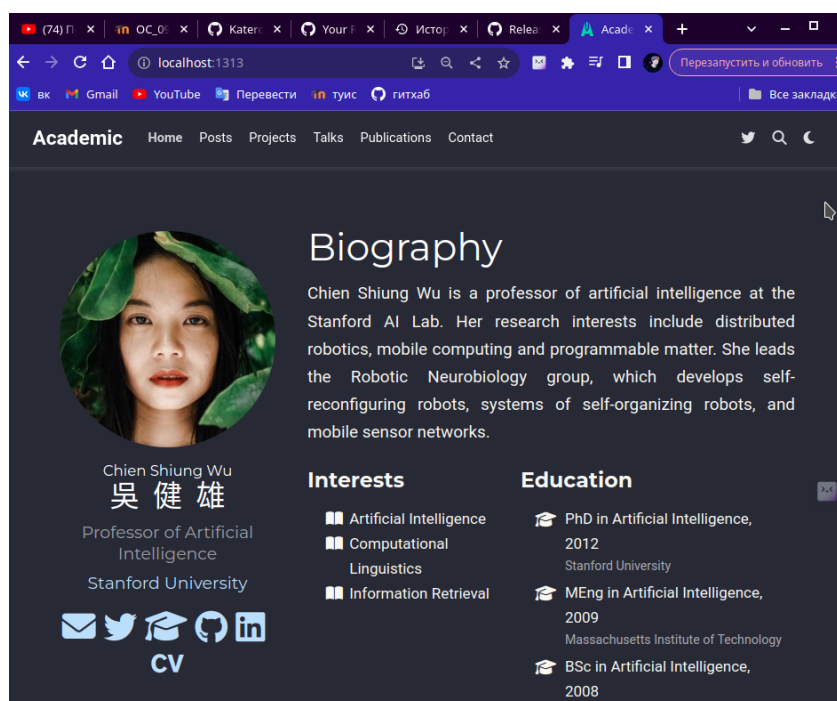 (74) П
OC_09
Kater
Your F
Истор
Relea
Acade
localhost:1313
Перезапустить и обновить
вк
Gmail
YouTube
Перевести
туис
гитхаб
Все закладк
Academic
Home
Posts
Projects
Talks
Publications
Contact
Biography
Chien Shiung Wu is a professor of artificial intelligence at the
Stanford AI Lab. Her research interests include distributed
robotics, mobile computing and programmable matter. She leads
the Robotic Neurobiology group, which develops self-
reconfiguring robots, systems of self-organizing robots, and
mobile sensor networks.
Chien Shiung Wu
吳健雄
Professor of Artificial
Intelligence
Stanford University
CV
Interests
Artificial Intelligence
Computational
Linguistics
Information Retrieval
Education
PhD in Artificial Intelligence,
2012
Stanford University
MEng in Artificial Intelligence,
2009
Massachusetts Institute of Technology
BSc in Artificial Intelligence,
2008